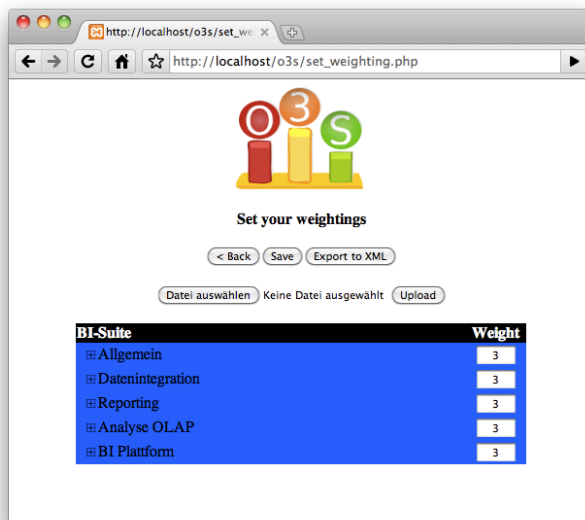 http://localhost/o3s/set_we
http://localhost/o3s/set_weighting.php
O 3 S
Set your weightings
< Back Save Export to XML
Datei auswählen Keine Datei ausgewählt Upload
BI-Suite Weight
Allgemein 3
Datenintegration 3
Reporting 3
Analyse OLAP 3
BI Plattform 3